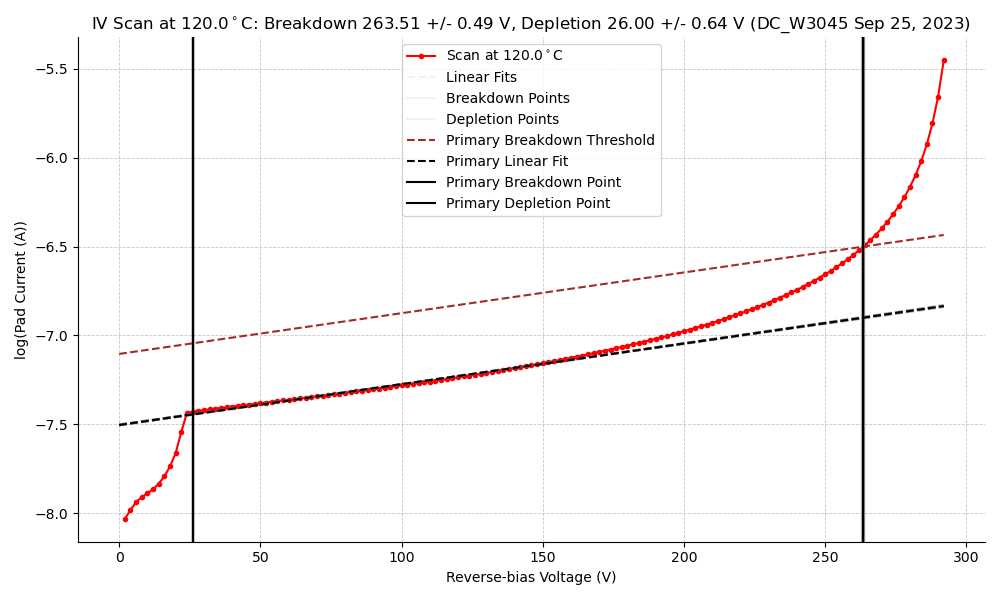 IV Scan at 120.0°C: Breakdown 263.51 +/- 0.49 V, Depletion 26.00 +/- 0.64 V (DC_W3045 Sep 25, 2023)
Scan at 120.0°C
Linear Fits
Breakdown Points
Depletion Points
Primary Breakdown Threshold
Primary Linear Fit
Primary Breakdown Point
Primary Depletion Point
log(Pad Current (A))
−5.5
−6.0
−6.5
−7.0
−7.5
−8.0
0
50
100
150
200
250
300
Reverse-bias Voltage (V)